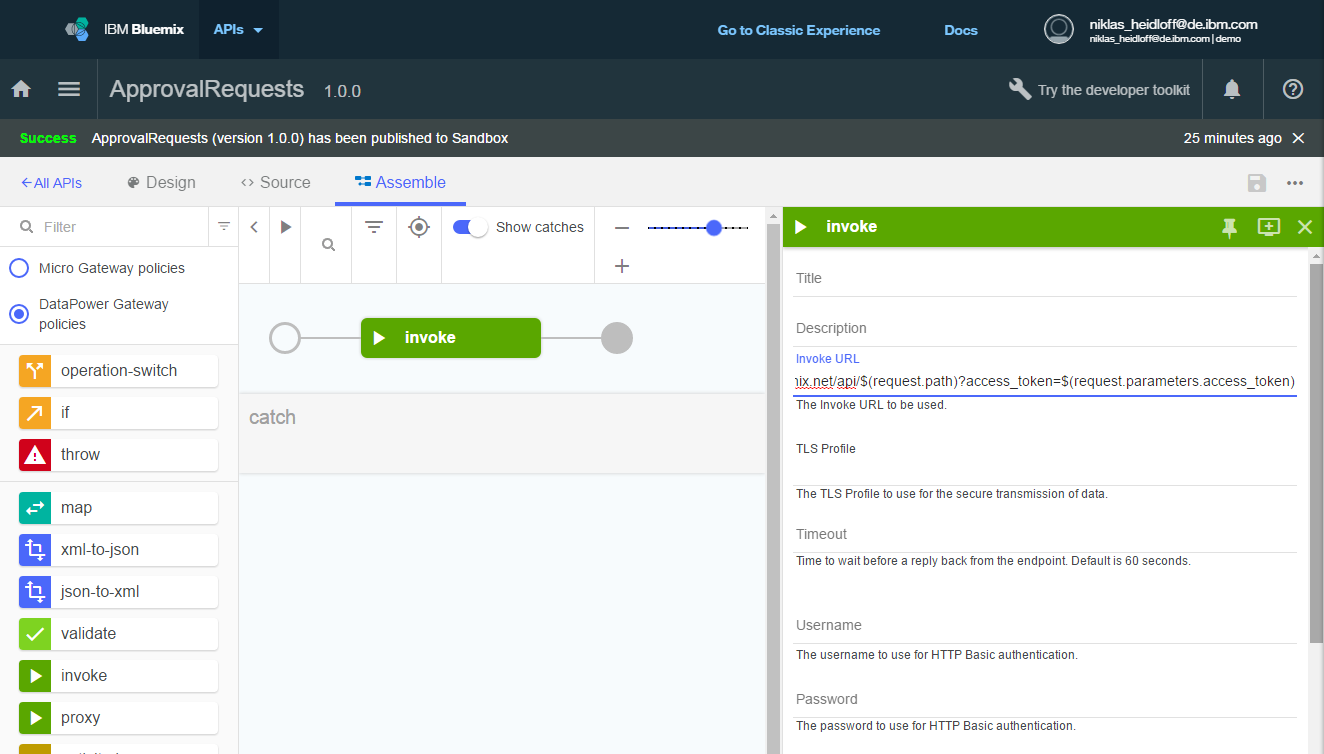 IBM Bluemix
APIs
Go to Classic Experience
Docs
niklas_heidloff@de.ibm.com
niklas_heidloff@de.ibm.com | demo
ApprovalRequests 1.0.0
Try the developer toolkit
Success ApprovalRequests (version 1.0.0) has been published to Sandbox
25 minutes ago
All APIs
Design
Source
Assemble
Filter
Micro Gateway policies
DataPower Gateway
policies
operation-switch
if
throw
map
xml-to-json
json-to-xml
validate
invoke
proxy
Show catches
invoke
catch
invoke
Title
Description
Invoke URL
nix.net/api/$(request.path)?access_token=$(request.parameters.access_token)
The Invoke URL to be used.
TLS Profile
The TLS Profile to use for the secure transmission of data.
Timeout
Time to wait before a reply back from the endpoint. Default is 60 seconds.
Username
The username to use for HTTP Basic authentication.
Password
The password to use for HTTP Basic authentication.